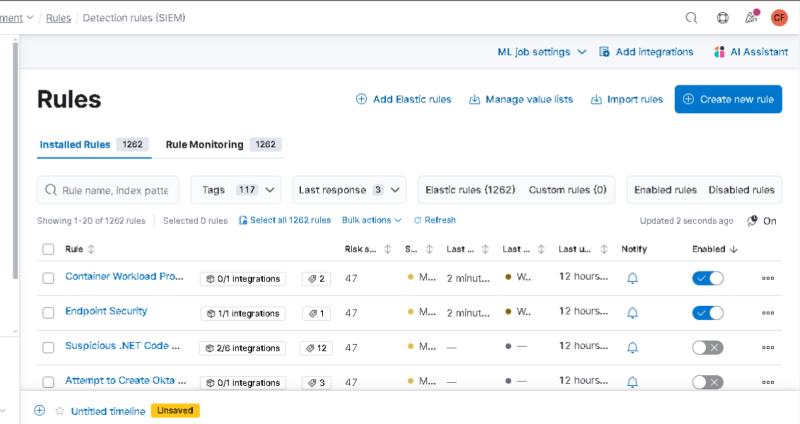 ment / Rules / Detection rules (SIEM) CF
ML job settings Add integrations AI Assistant
Rules Add Elastic rules Manage value lists Import rules Create new rule
Installed Rules 1262 Rule Monitoring 1262
Rule name, index patte Tags 117 Last response 3 Elastic rules (1262) Custom rules (0) Enabled rules Disabled rules
Showing 1-20 of 1262 rules Selected 0 rules Select all 1262 rules Bulk actions Refresh Updated 2 seconds ago On
Rule Risk s... S... Last ... Last ... Last u... Notify Enabled
Container Workload Pro... 0/1 integrations 2 47 M... 2 minut... W.. 12 hours...
Endpoint Security 1/1 integrations 1 47 M... 2 minut... W.. 12 hours...
Suspicious .NET Code ... 2/6 integrations 12 47 M... — — 12 hours...
Attempt to Create Okta ... 0/1 integrations 3 47 M... — — 12 hours...
Untitled timeline Unsaved